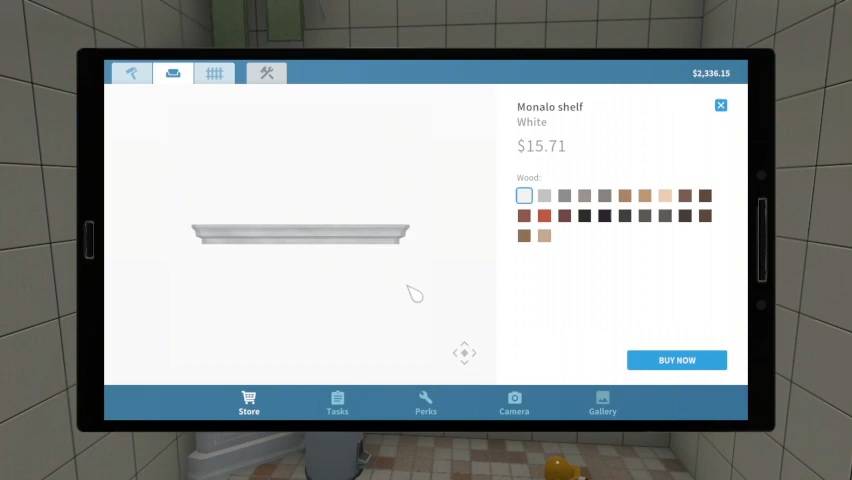 $2,336.15
Monalo shelf
White
$15.71
Wood:
BUY NOW
Store
Tasks
Perks
Camera
Gallery